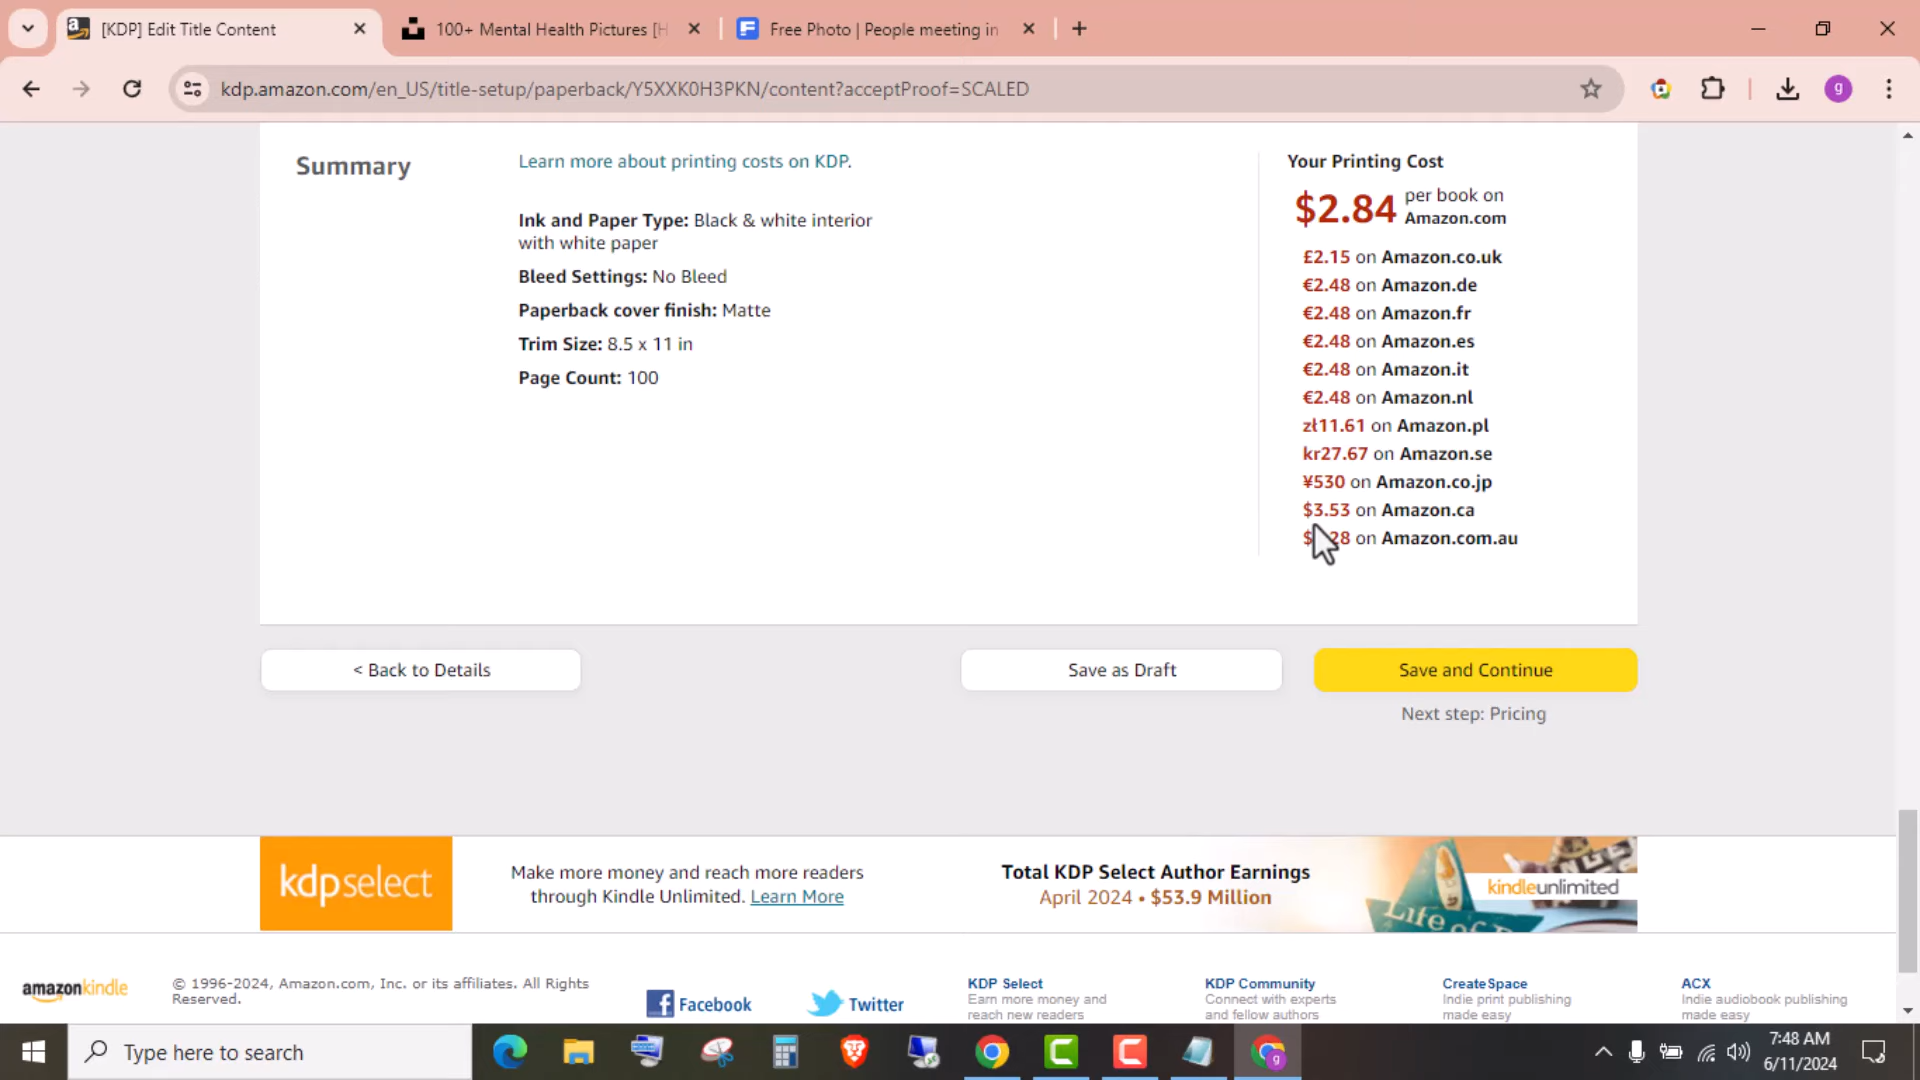 [KDP] Edit Title Content
100+ Mental Health Pictures [H
Free Photo | People meeting in
kdp.amazon.com/en_US/title-setup/paperback/Y5XXK0H3PKN/content?acceptProof=SCALED
g
Summary
Learn more about printing costs on KDP.
Ink and Paper Type: Black & white interior
with white paper
Bleed Settings: No Bleed
Paperback cover finish: Matte
Trim Size: 8.5 x 11 in
Page Count: 100
Your Printing Cost
$2.84 per book on
Amazon.com
£2.15 on Amazon.co.uk
€2.48 on Amazon.de
€2.48 on Amazon.fr
€2.48 on Amazon.es
€2.48 on Amazon.it
€2.48 on Amazon.nl
zł11.61 on Amazon.pl
kr27.67 on Amazon.se
¥530 on Amazon.co.jp
$3.53 on Amazon.ca
on Amazon.com.au
< Back to Details
Save as Draft
Save and Continue
Next step: Pricing
kdpselect
Make more money and reach more readers
through Kindle Unlimited. Learn More
Total KDP Select Author Earnings
April 2024 • $53.9 Million
kindleunlimited
Life of
amazonkindle
© 1996-2024, Amazon.com, Inc. or its affiliates. All Rights
Reserved.
Facebook
Twitter
KDP Select
Earn more money and
reach new readers
KDP Community
Connect with experts
and fellow authors
CreateSpace
Indie print publishing
made easy
ACX
Indie audiobook publishing
made easy
Type here to search
g
7:48 AM
6/11/2024